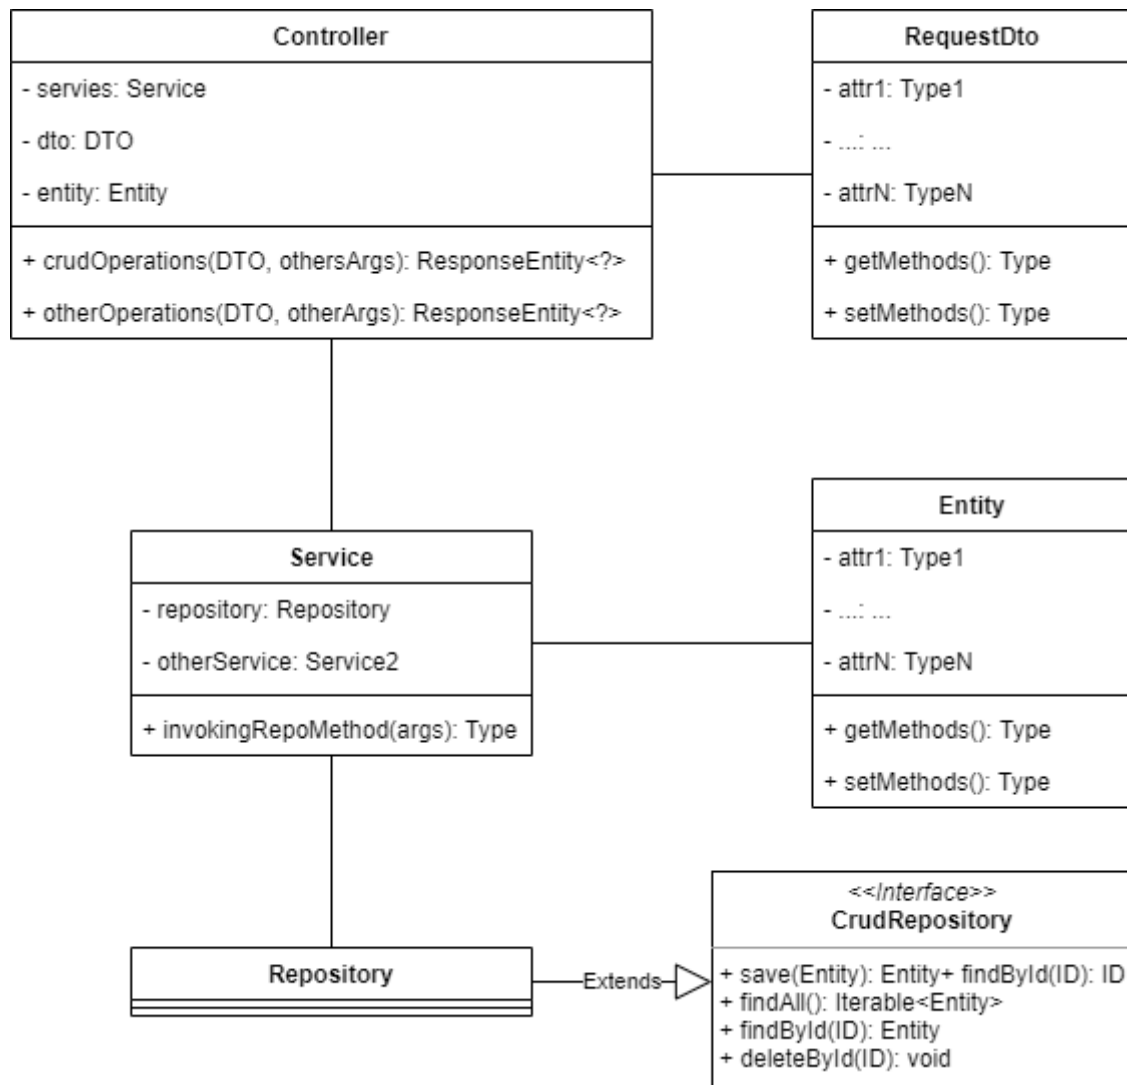 Controller
- servies: Service
- dto: DTO
- entity: Entity
+ crudOperations(DTO, othersArgs): ResponseEntity<?>
+ otherOperations(DTO, otherArgs): ResponseEntity<?>
RequestDto
- attr1: Type1
- ...: ...
- attrN: TypeN
+ getMethods(): Type
+ setMethods(): Type
Service
- repository: Repository
- otherService: Service2
+ invokingRepoMethod(args): Type
Entity
- attr1: Type1
- ...: ...
- attrN: TypeN
+ getMethods(): Type
+ setMethods(): Type
Repository
Extends
<<Interface>>
CrudRepository
+ save(Entity): Entity+ findById(ID): ID
+ findAll(): Iterable<Entity>
+ findById(ID): Entity
+ deleteById(ID): void